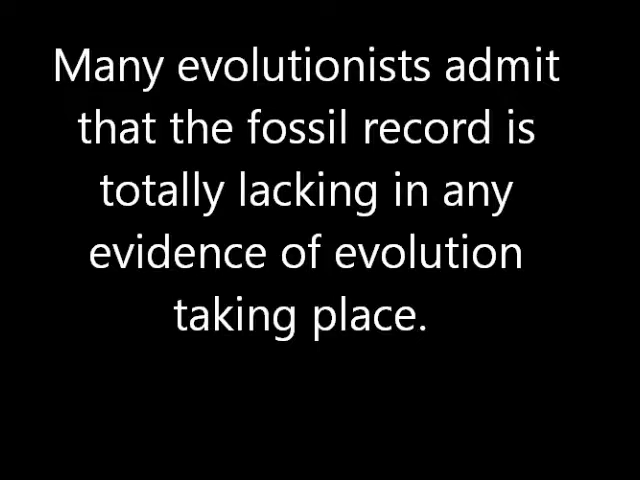 Many evolutionists admit
that the fossil record is
totally lacking in any
evidence of evolution
taking place.